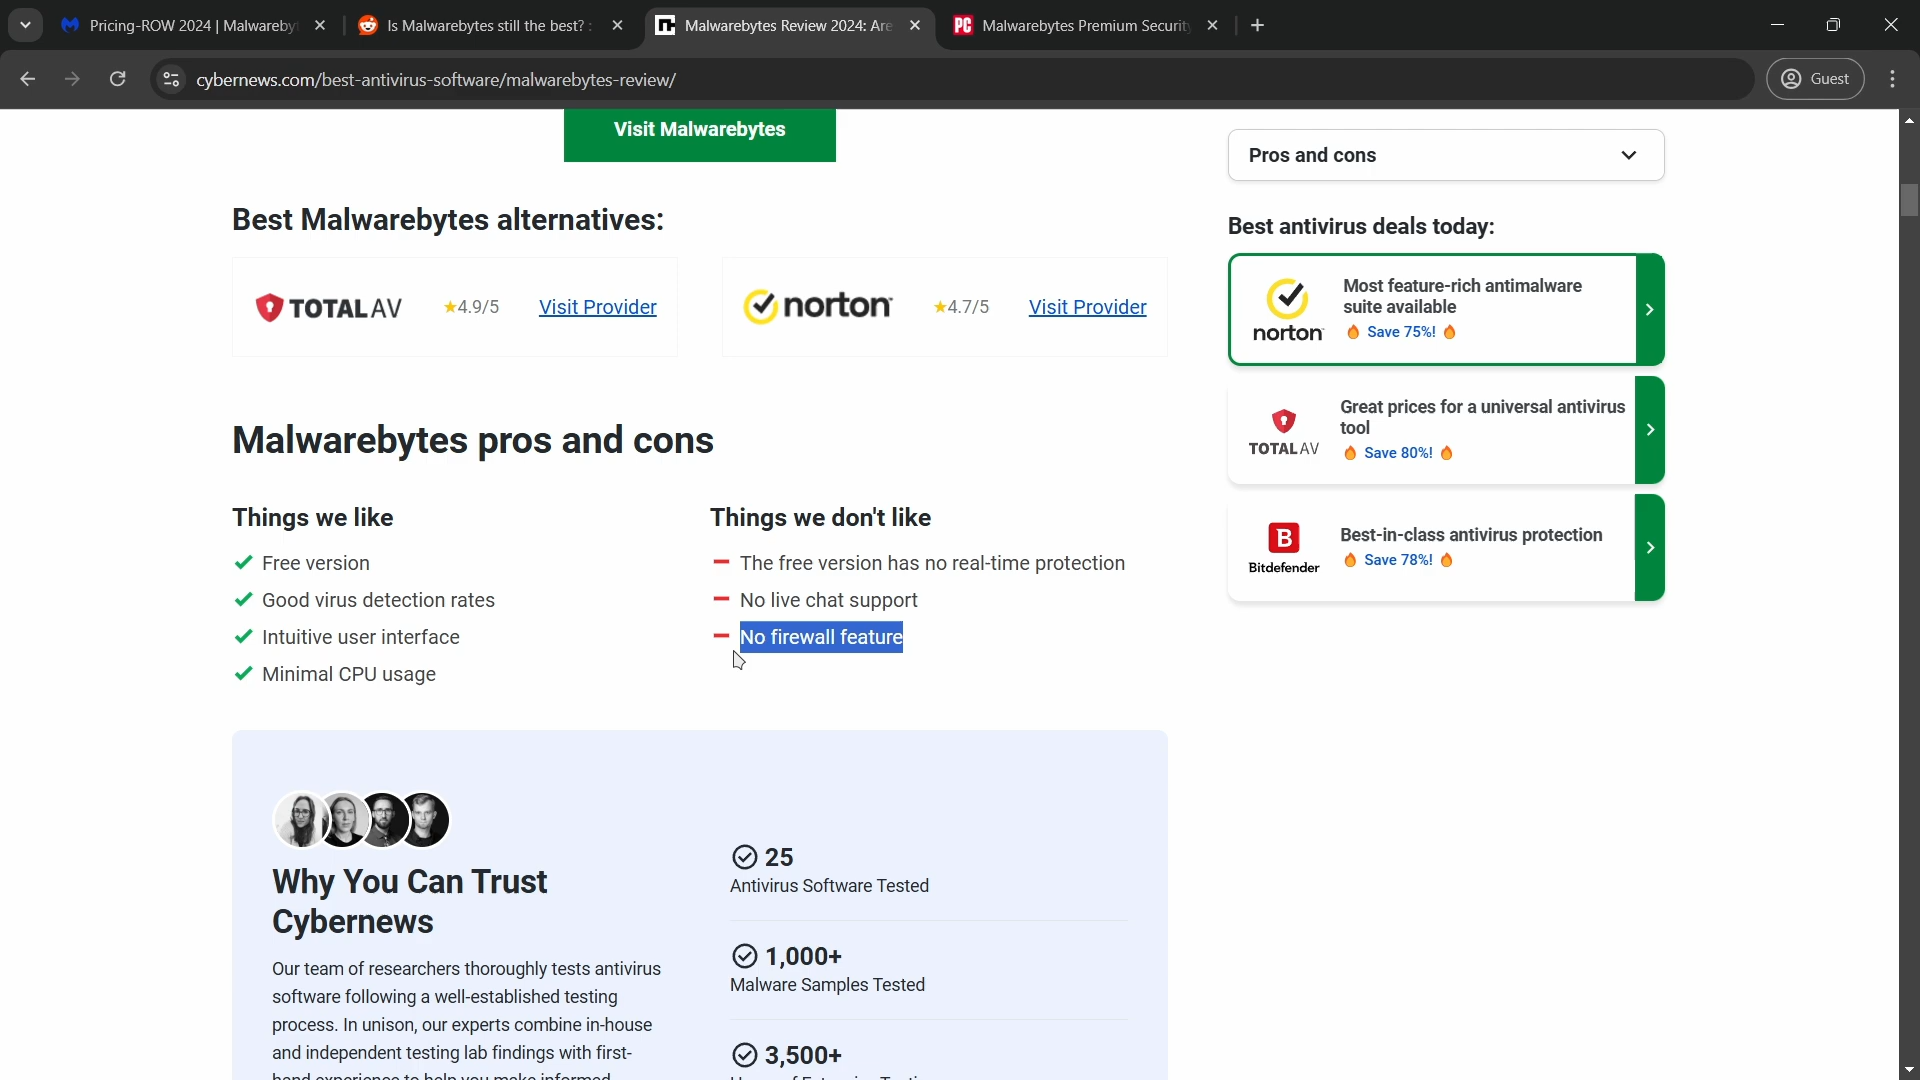 Pricing-ROW 2024 | Malwareby
Is Malwarebytes still the best? :
Malwarebytes Review 2024: Are
PC
Malwarebytes Premium Security
cybernews.com/best-antivirus-software/malwarebytes-review/
Guest
Visit Malwarebytes
Pros and cons
Best Malwarebytes alternatives:
TOTALAV
4.9/5
Visit Provider
norton
4.7/5
Visit Provider
Best antivirus deals today:
norton
Most feature-rich antimalware
suite available
Save 75%!
TOTALAV
Great prices for a universal antivirus
tool
Save 80%!
B
Bitdefender
Best-in-class antivirus protection
Save 78%!
Malwarebytes pros and cons
Things we like
Free version
Good virus detection rates
Intuitive user interface
Minimal CPU usage
Things we don't like
The free version has no real-time protection
No live chat support
No firewall feature
Why You Can Trust
Cybernews
Our team of researchers thoroughly tests antivirus
software following a well-established testing
process. In unison, our experts combine in-house
and independent testing lab findings with first-
hand experience to help you make informed
25
Antivirus Software Tested
1,000+
Malware Samples Tested
3,500+